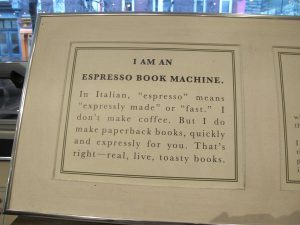 I AM AN
ESPRESSO BOOK MACHINE.
In Italian, "espresso" means
"expressly made" or "fast." I
don't make coffee. But I do
make paperback books, quickly
and expressly for you. That's
right—real, live, toasty books.